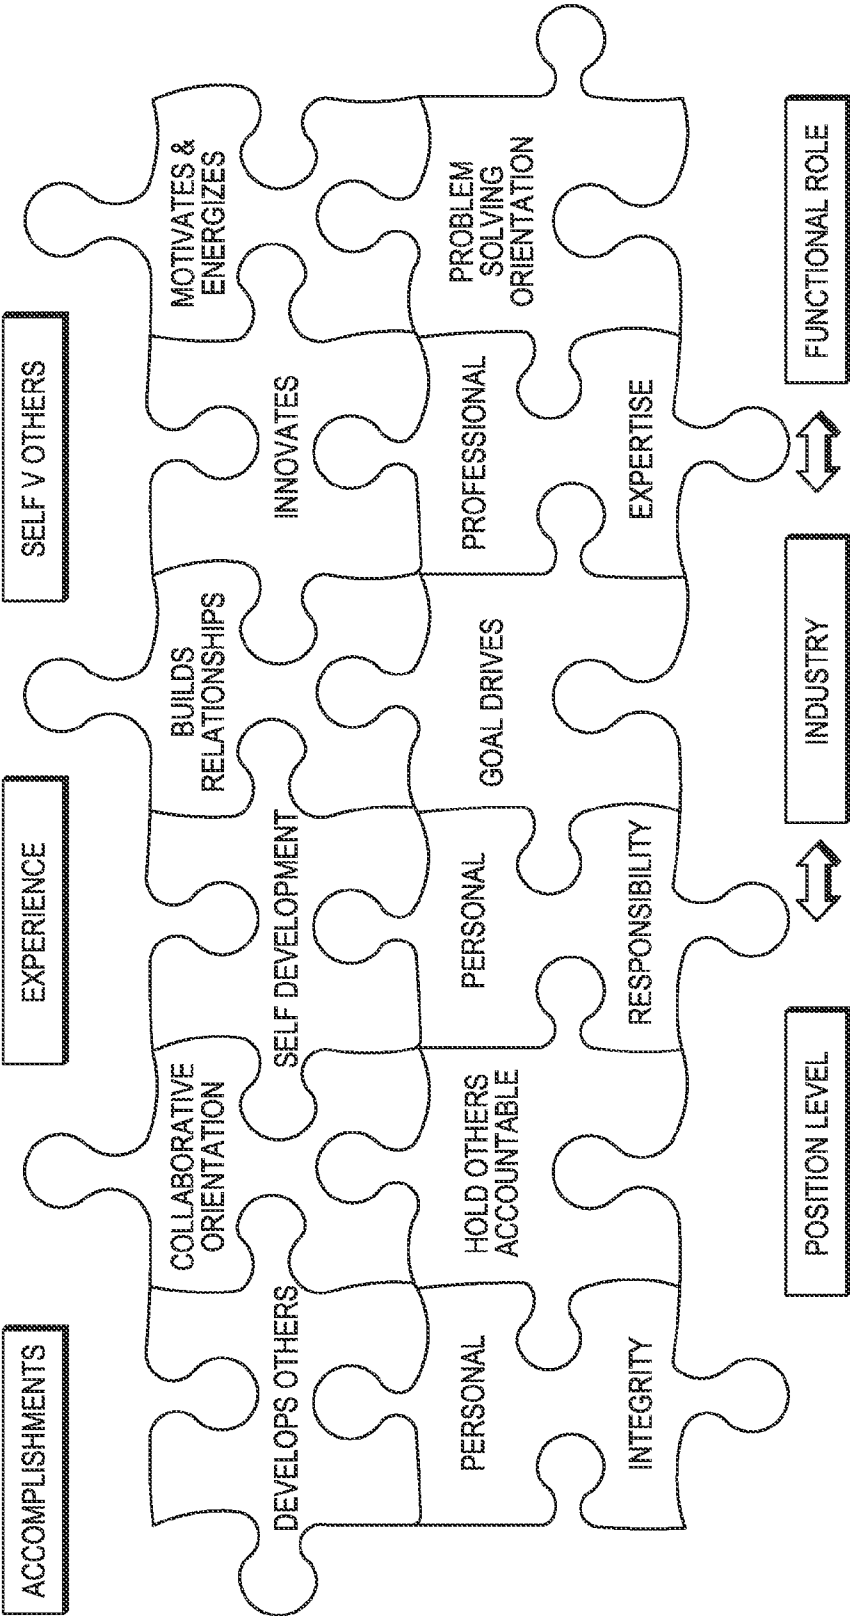 ACCOMPLISHMENTS
EXPERIENCE
SELF V OTHERS
DEVELOPS OTHERS
COLLABORATIVE
ORIENTATION
SELF DEVELOPMENT
BUILDS
RELATIONSHIPS
INNOVATES
MOTIVATES &
ENERGIZES
PERSONAL
INTEGRITY
HOLD OTHERS
ACCOUNTABLE
PERSONAL
RESPONSIBILITY
GOAL DRIVES
PROFESSIONAL
EXPERTISE
PROBLEM
SOLVING
ORIENTATION
POSITION LEVEL
INDUSTRY
FUNCTIONAL ROLE